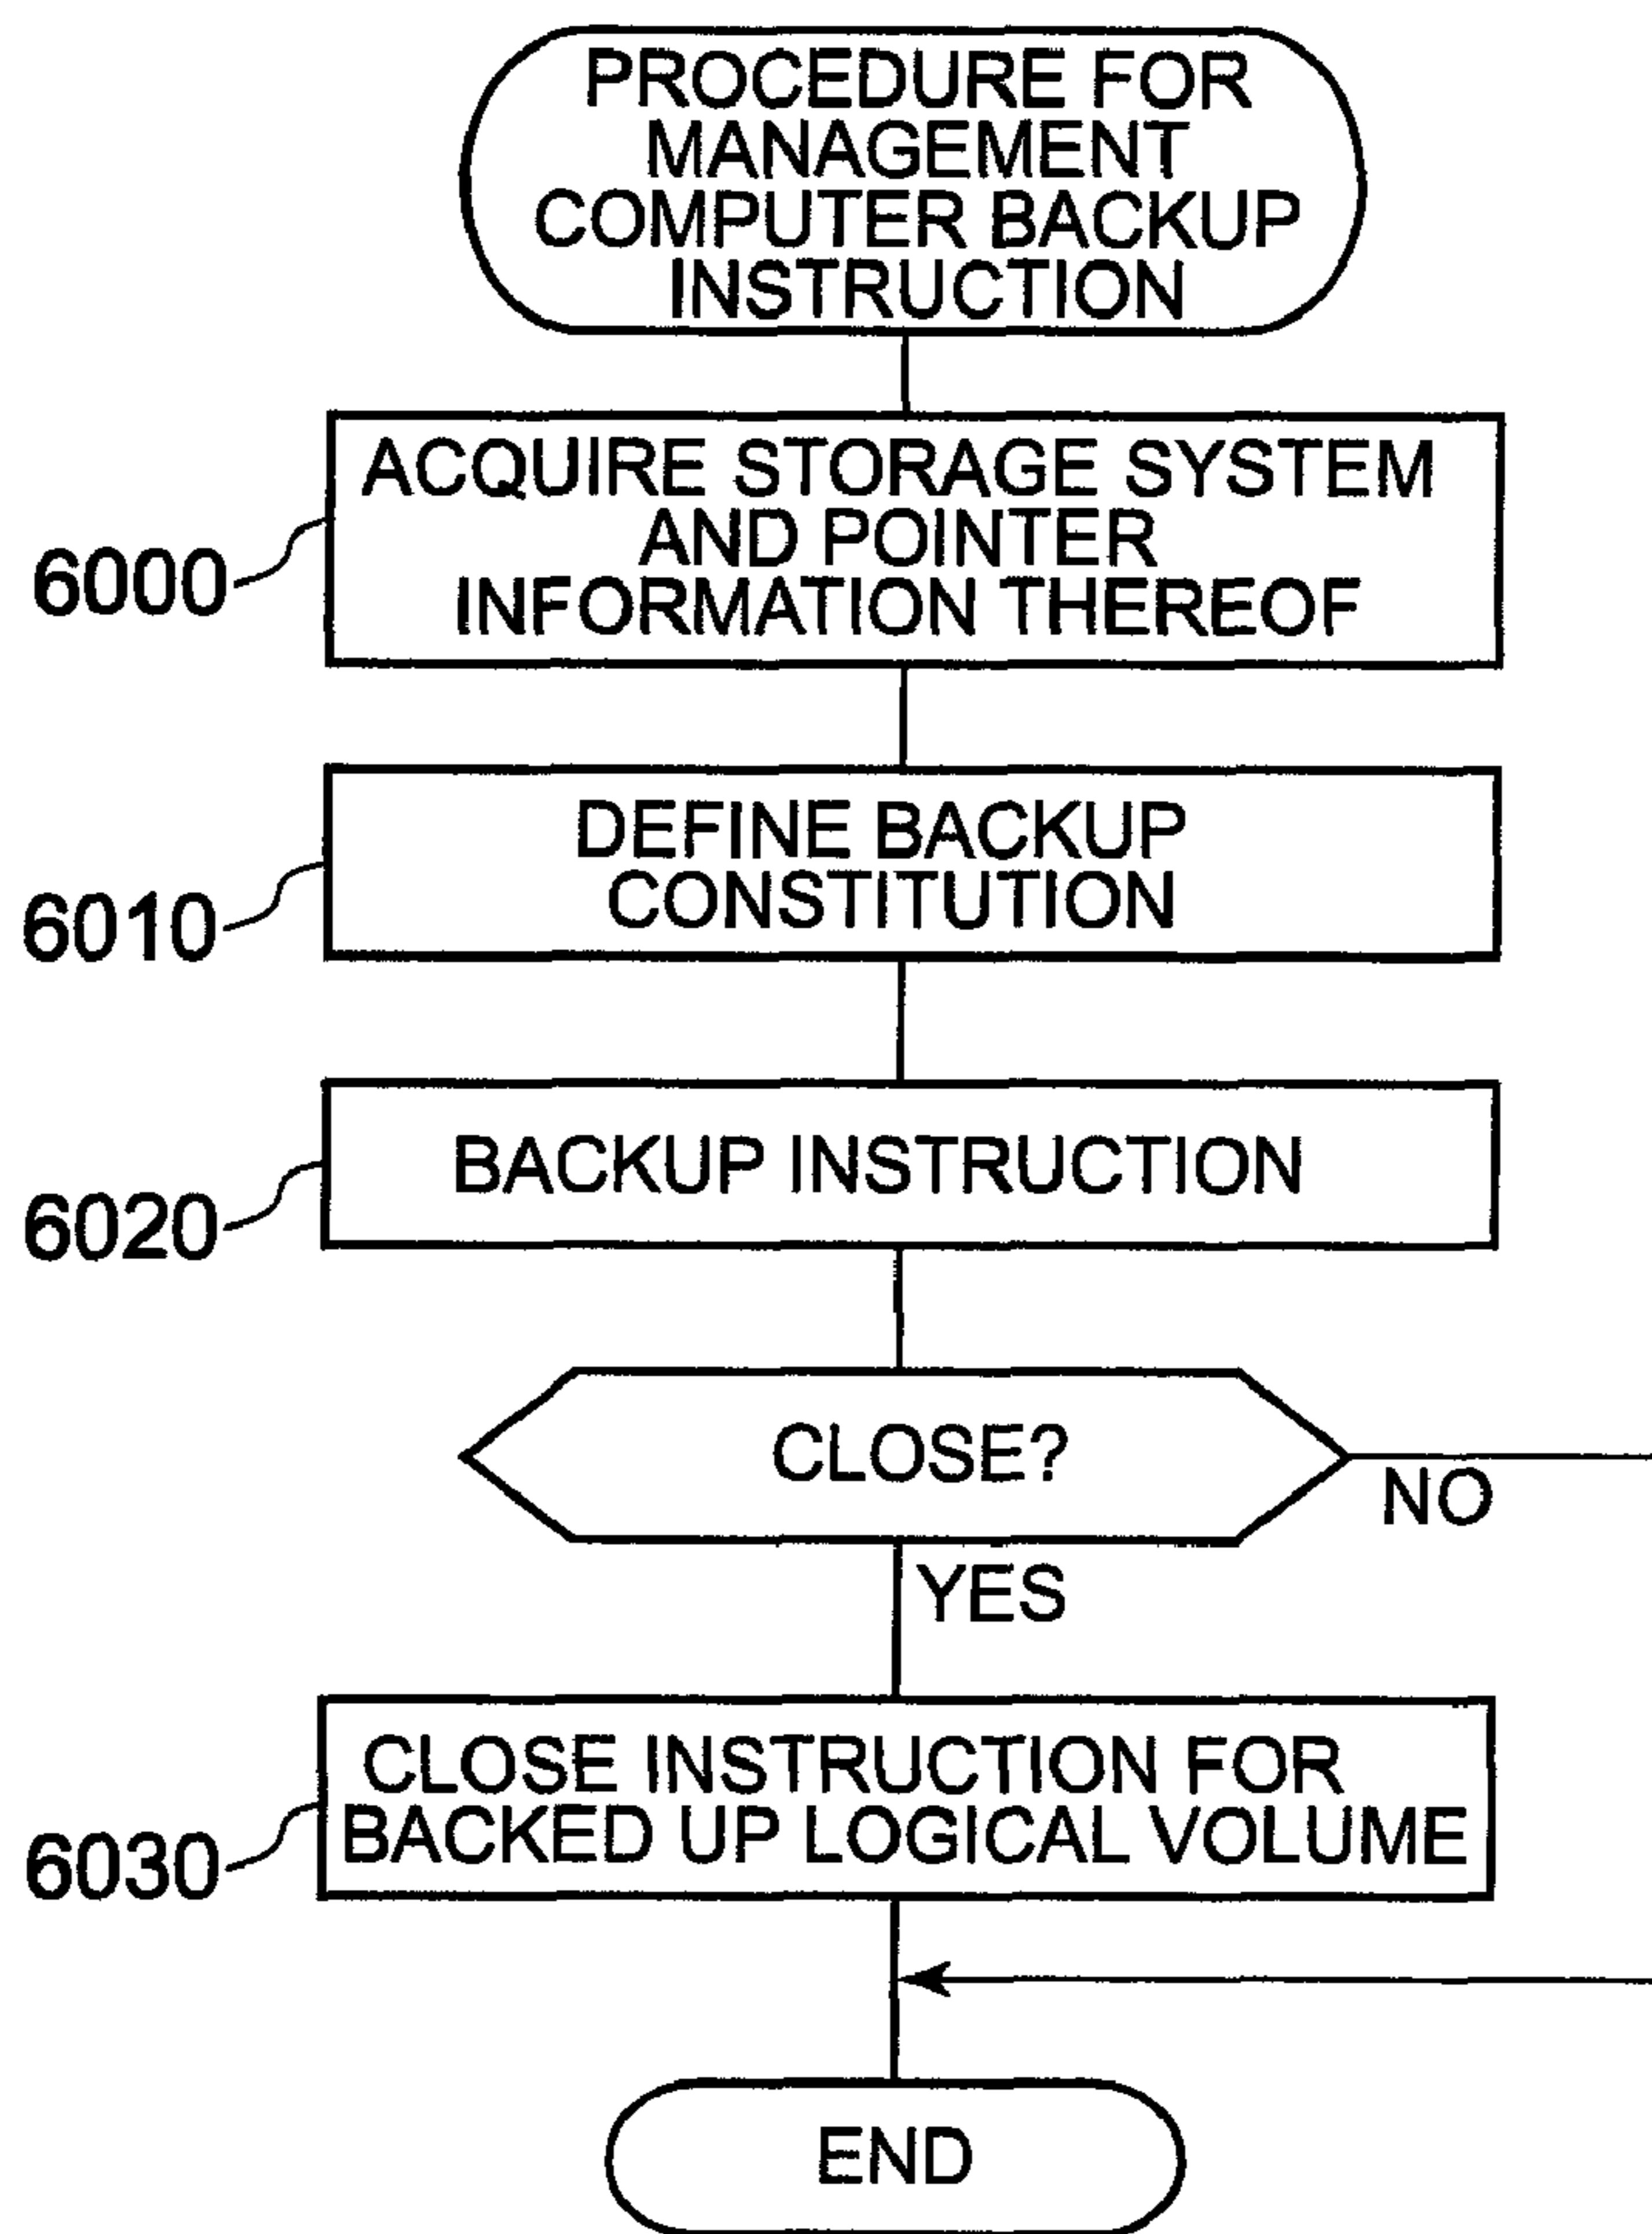 PROCEDURE FOR
MANAGEMENT
COMPUTER BACKUP
INSTRUCTION
ACQUIRE STORAGE SYSTEM
AND POINTER
INFORMATION THEREOF
6000
DEFINE BACKUP
CONSTITUTION
6010
BACKUP INSTRUCTION
6020
CLOSE?
NO
YES
CLOSE INSTRUCTION FOR
BACKED UP LOGICAL VOLUME
6030
END